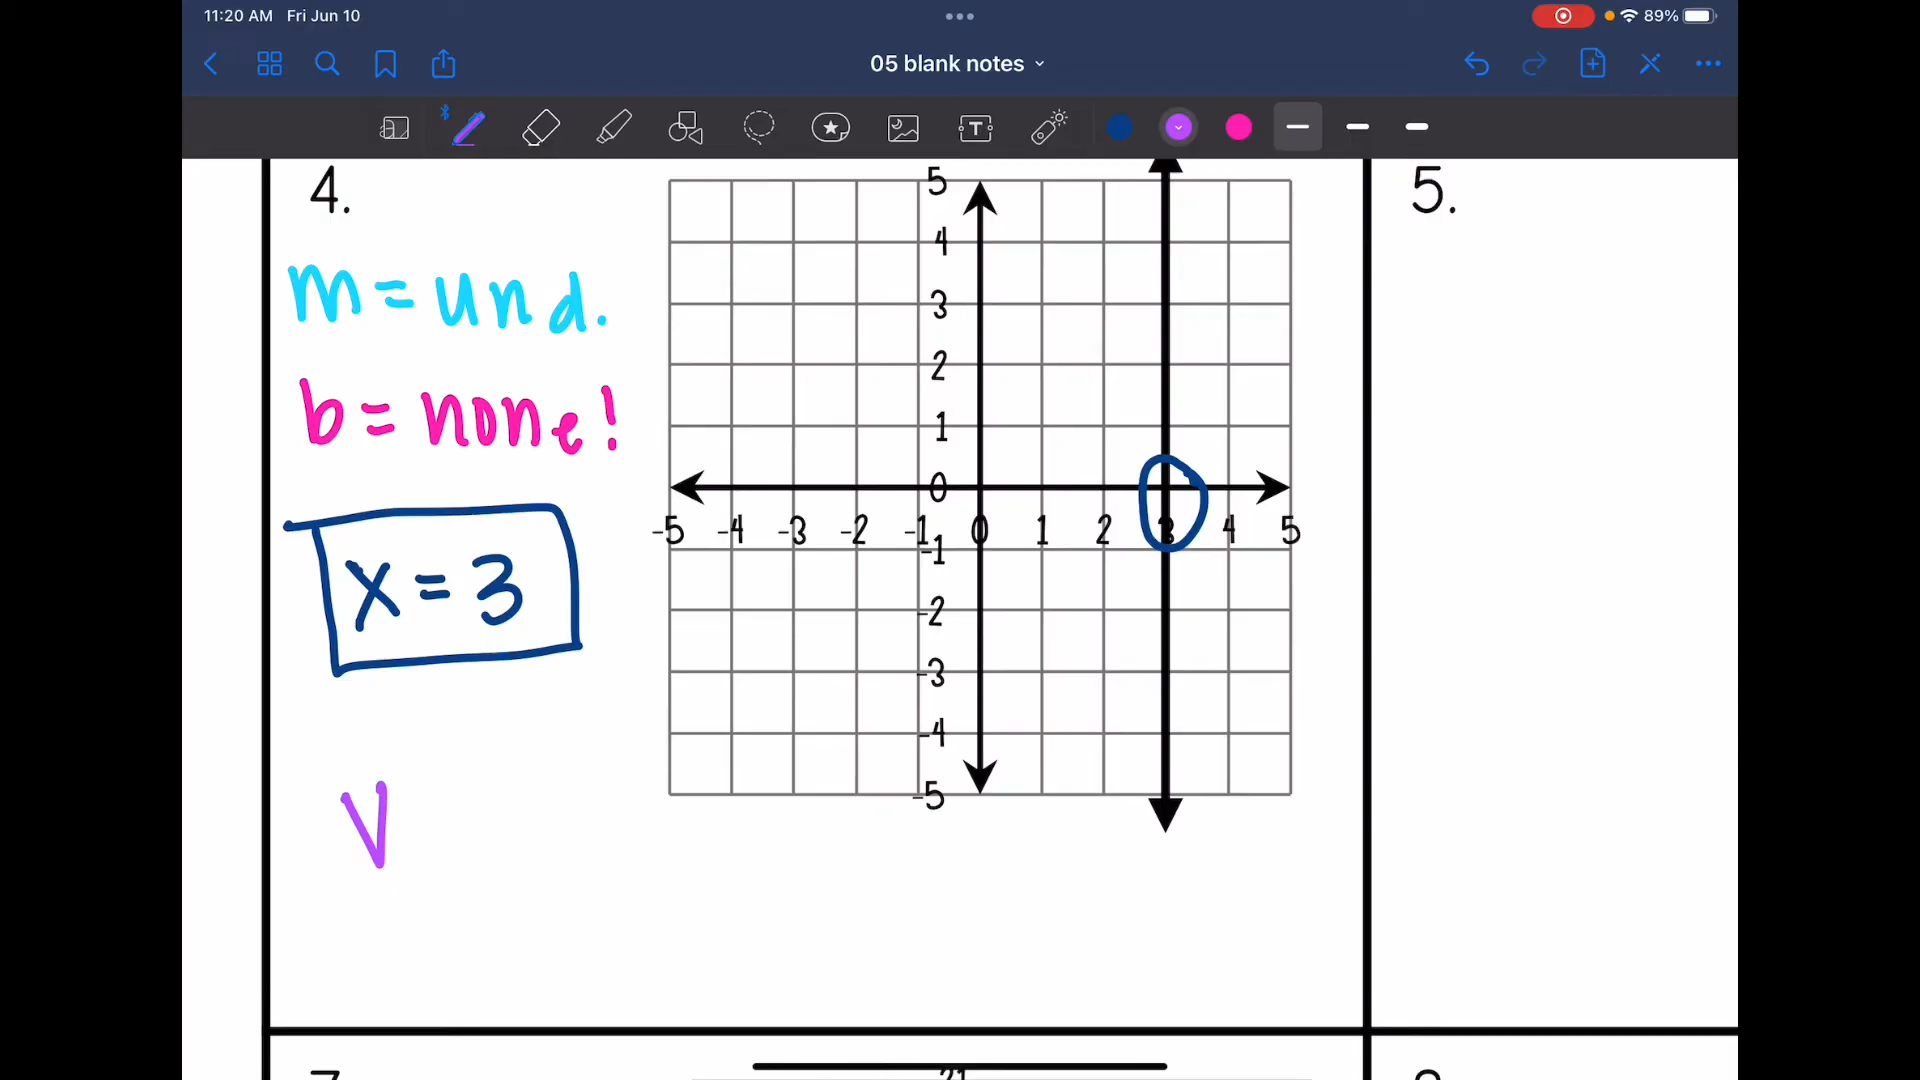 11:20 AM Fri Jun 10
89%
05 blank notes
4.
5.
m = und.
b = none!
x = 3
V
5
4
3
2
1
0
-5 -4 -3 -2 -1 0 1 2 3 4 5
-1
-2
-3
-4
-5